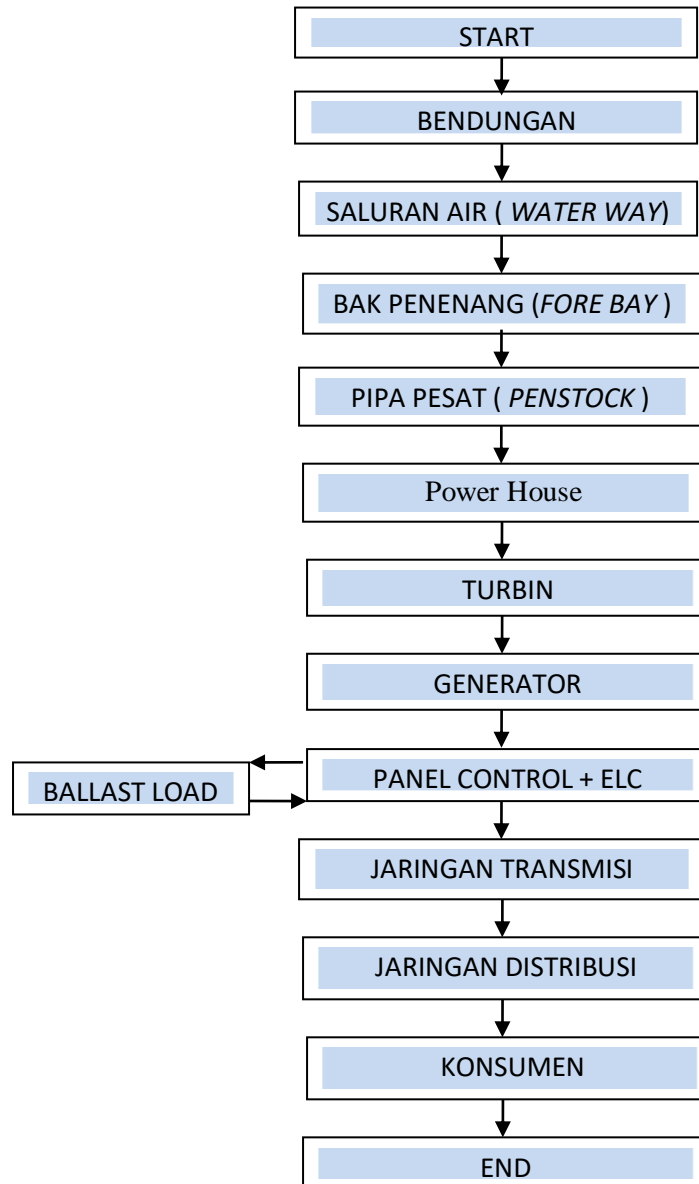 START
BENDUNGAN
SALURAN AIR ( WATER WAY)
BAK PENENANG (FORE BAY )
PIPA PESAT ( PENSTOCK )
Power House
TURBIN
GENERATOR
PANEL CONTROL + ELC
BALLAST LOAD
JARINGAN TRANSMISI
JARINGAN DISTRIBUSI
KONSUMEN
END